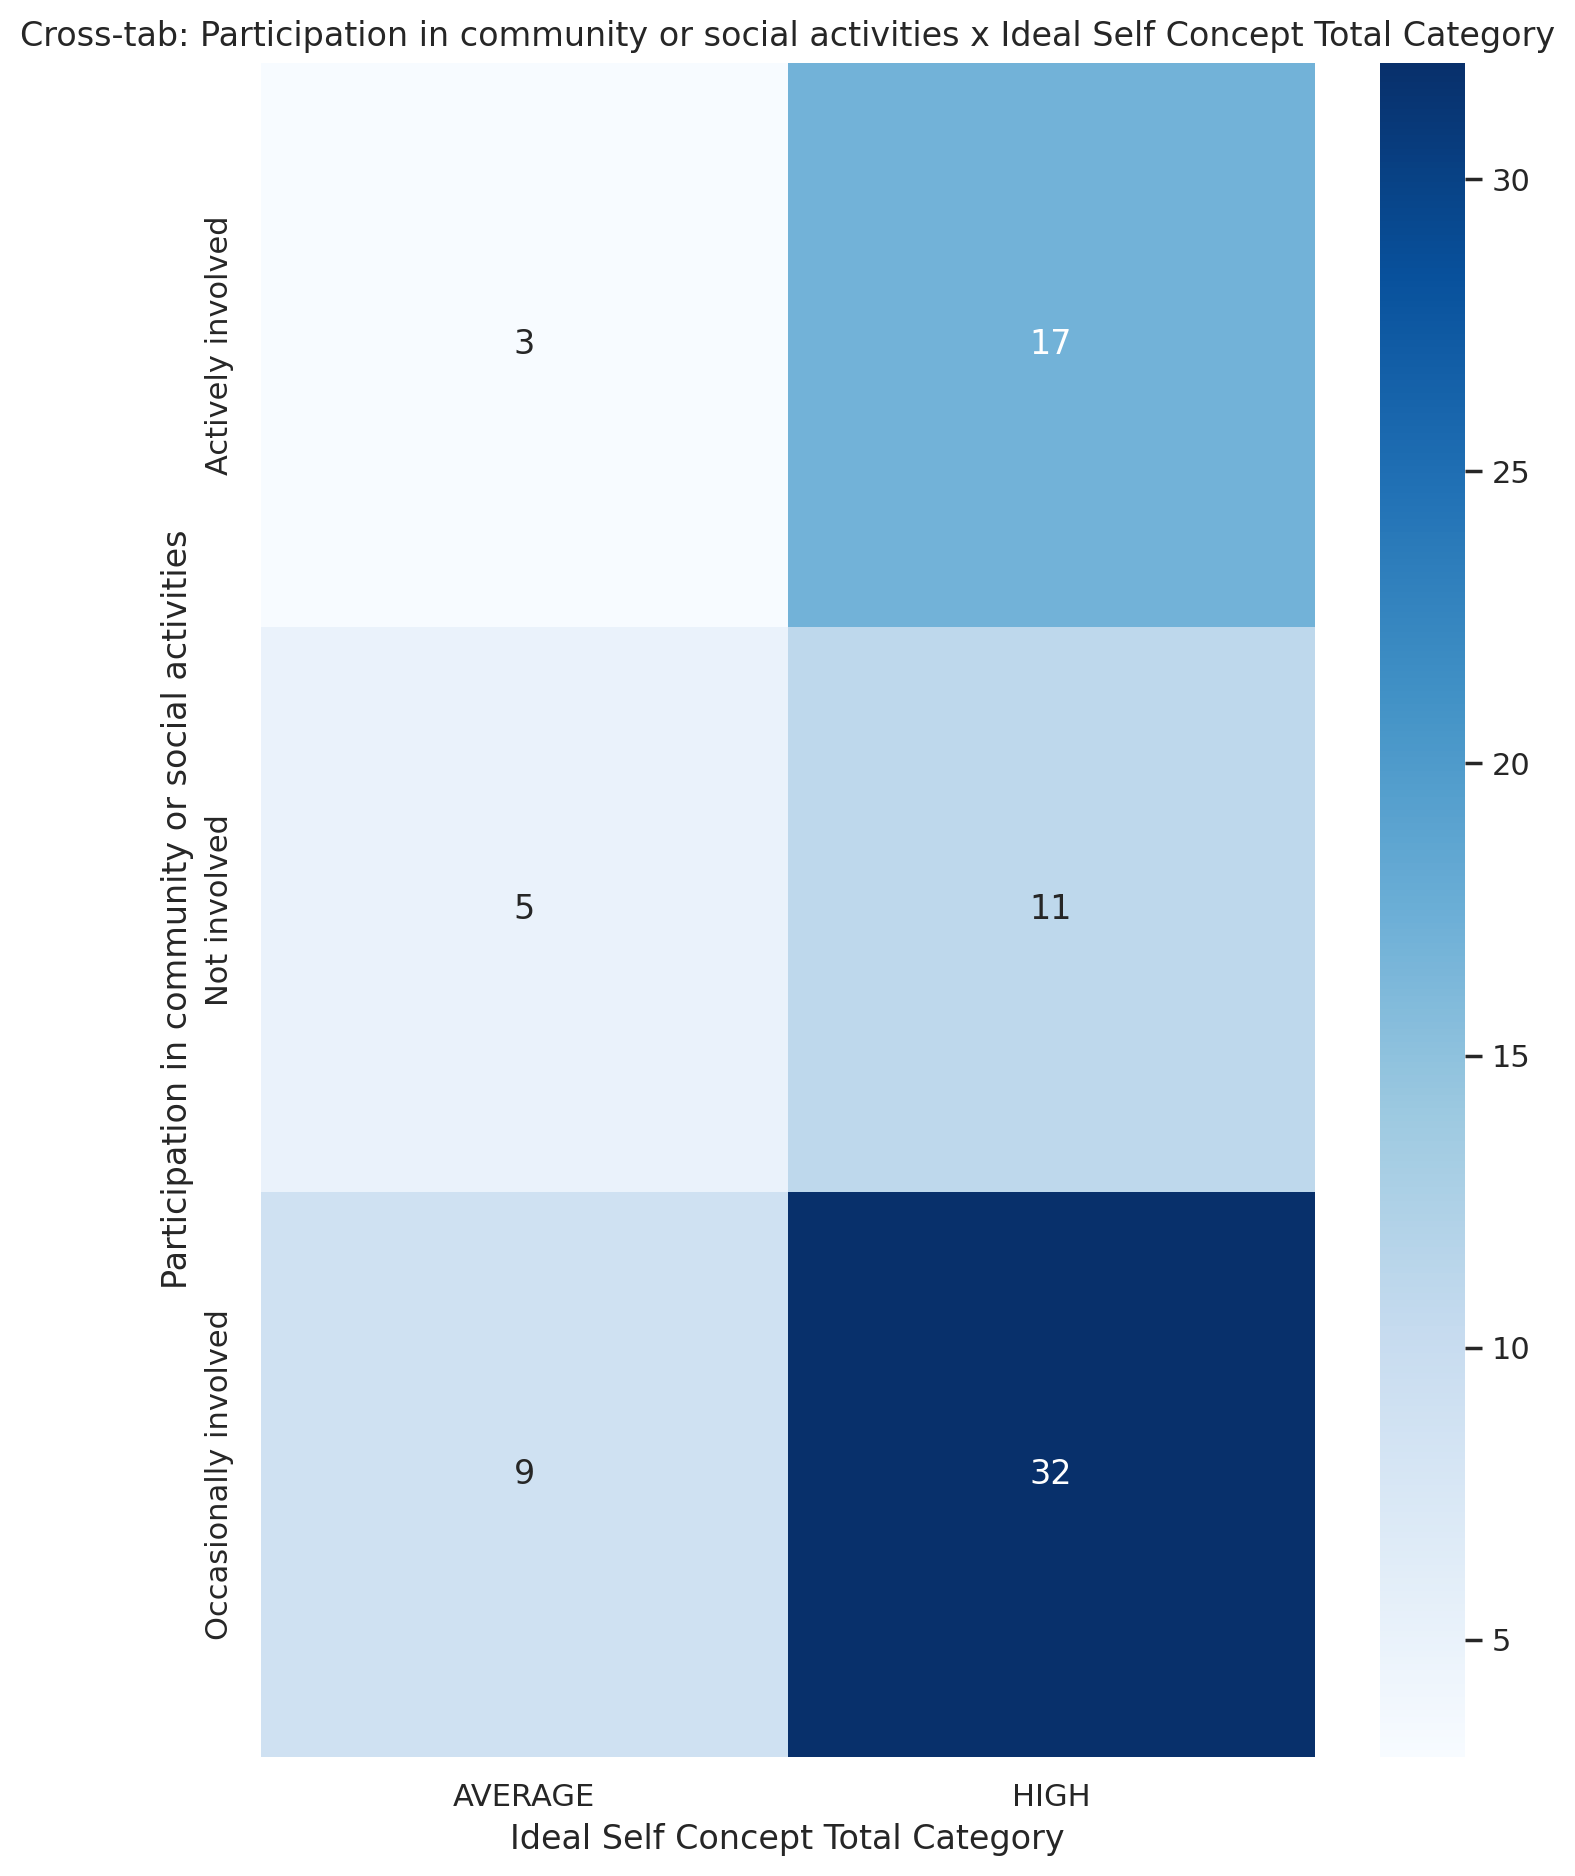 Cross-tab: Participation in community or social activities x Ideal Self Concept Total Category
Participation in community or social activities
Actively involved
3
17
Not involved
5
11
Occasionally involved
9
32
AVERAGE
HIGH
Ideal Self Concept Total Category
30
25
20
15
10
5